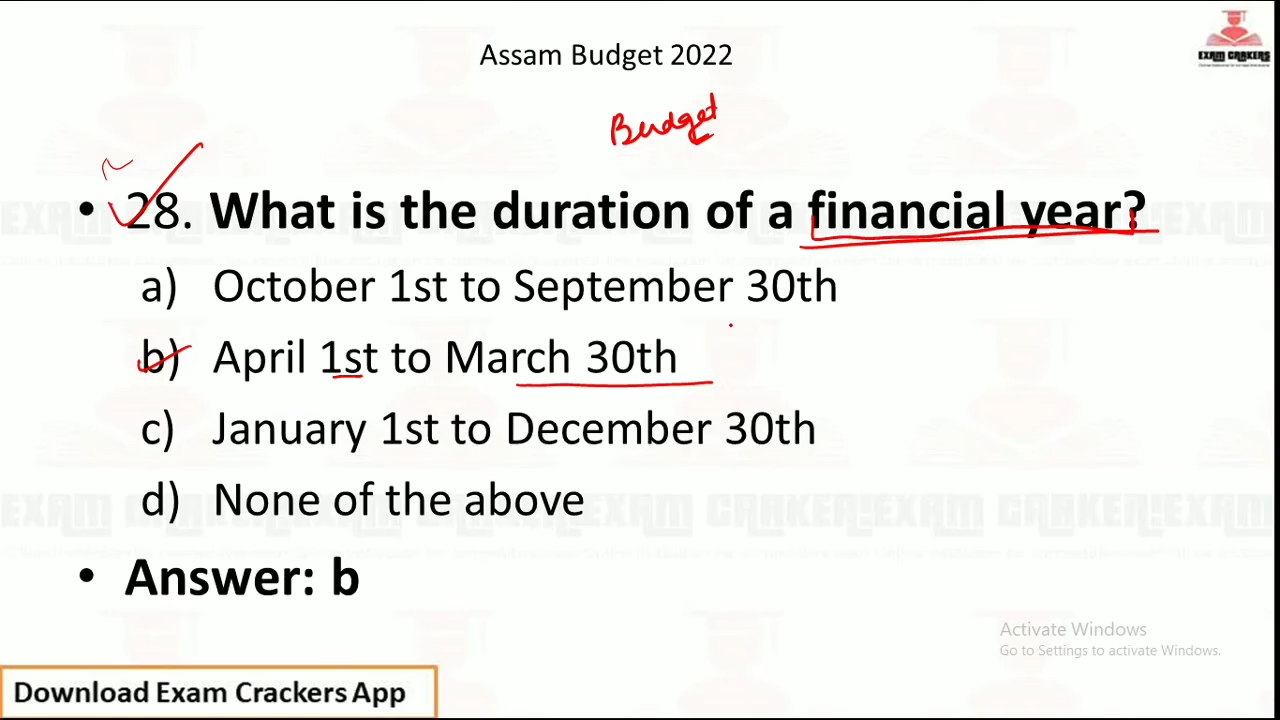 Assam Budget 2022
EXAM CRAKERS
Budget
• 28. What is the duration of a financial year?
a) October 1st to September 30th
b) April 1st to March 30th
c) January 1st to December 30th
d) None of the above
• Answer: b
Activate Windows
Go to Settings to activate Windows.
Download Exam Crackers App